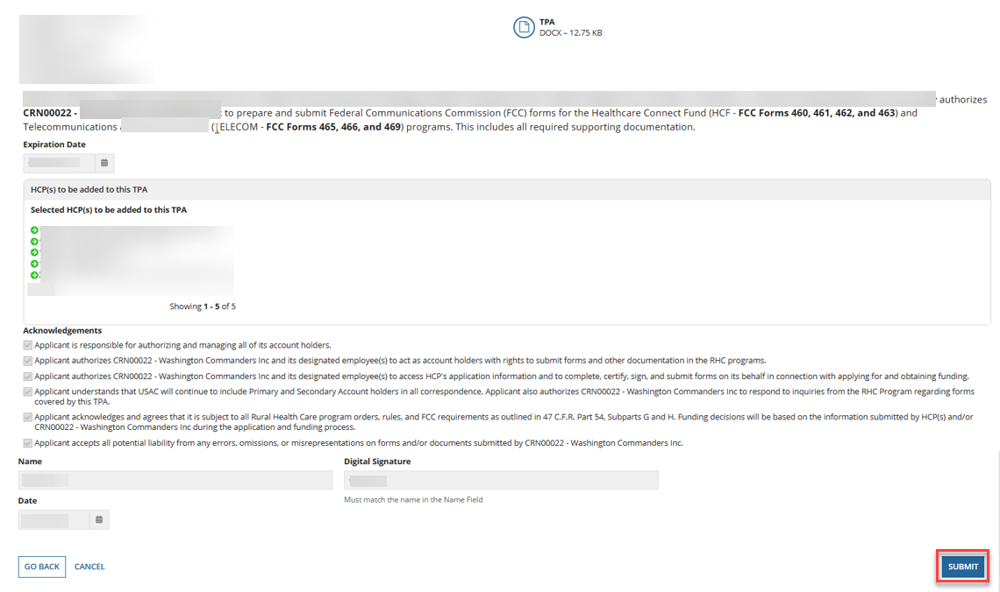 TPA
DOCX – 12.75 KB
authorizes
CRN00022 - to prepare and submit Federal Communications Commission (FCC) forms for the Healthcare Connect Fund (HCF - FCC Forms 460, 461, 462, and 463) and
Telecommunications (TELECOM - FCC Forms 465, 466, and 469) programs. This includes all required supporting documentation.
Expiration Date
HCP(s) to be added to this TPA
Selected HCP(s) to be added to this TPA
Showing 1 - 5 of 5
Acknowledgements
Applicant is responsible for authorizing and managing all of its account holders.
Applicant authorizes CRN00022 - Washington Commanders Inc and its designated employee(s) to act as account holders with rights to submit forms and other documentation in the RHC programs.
Applicant authorizes CRN00022 - Washington Commanders Inc and its designated employee(s) to access HCP's application information and to complete, certify, sign, and submit forms on its behalf in connection with applying for and obtaining funding.
Applicant understands that USAC will continue to include Primary and Secondary Account holders in all correspondence. Applicant also authorizes CRN00022 - Washington Commanders Inc to respond to inquiries from the RHC Program regarding forms
covered by this TPA.
Applicant acknowledges and agrees that it is subject to all Rural Health Care program orders, rules, and FCC requirements as outlined in 47 C.F.R. Part 54, Subparts G and H. Funding decisions will be based on the information submitted by HCP(s) and/or
CRN00022 - Washington Commanders Inc during the application and funding process.
Applicant accepts all potential liability from any errors, omissions, or misrepresentations on forms and/or documents submitted by CRN00022 - Washington Commanders Inc.
Name
Digital Signature
Must match the name in the Name Field
Date
GO BACK
CANCEL
SUBMIT